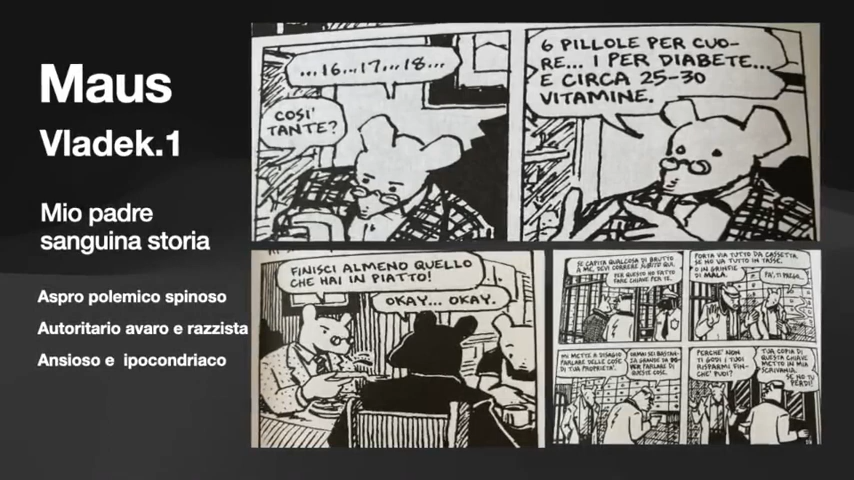 Maus
Vladek.1
Mio padre
sanguina storia
Aspro polemico spinoso
Autoritario avaro e razzista
Ansioso e ipocondriaco
...16...17...18...
COSI'
TANTE?
6 PILLOLE PER CUO-
RE... 1 PER DIABETE...
E CIRCA 25-30
VITAMINE.
FINISCI ALMENO QUELLO
CHE HAI IN PIATTO!
OKAY... OKAY.
SE CAPITA QUALCOSA DI BRUTTO
A ME, DEVI CORRERE SUBITO QUI.
PER QUESTO HO FATTO
FARE CHIAVE PER TE.
PORTA VIA TUTTO DA CASSETTA.
SE NO VA TUTTO IN TASSE.
O IN GRINFIE
DI MALA.
PA', TI PREGO...
MI METTE A DISAGIO
PARLARE DELLE COSE
DI TUA PROPRIETA'.
ORMAI SEI BASTAN-
ZA GRANDE DA
PARLARE DI
QUESTE COSE.
PERCHE' NON
TI GODI I TUOI
RISPARMI FIN-
CHE' PUOI?
TUA COPIA DI
QUESTA CHIAVE
METTO IN MIA
SCRIVANIA.
SE NO TU
PERDI!